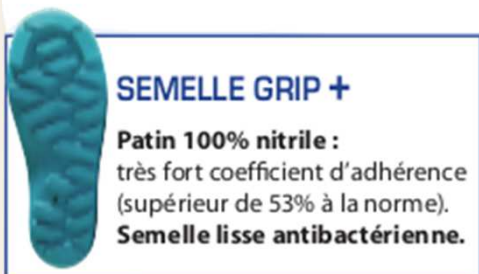 SEMELLE GRIP +
Patin 100% nitrile :
très fort coefficient d'adhérence
(supérieur de 53% à la norme).
Semelle lisse antibactérienne.